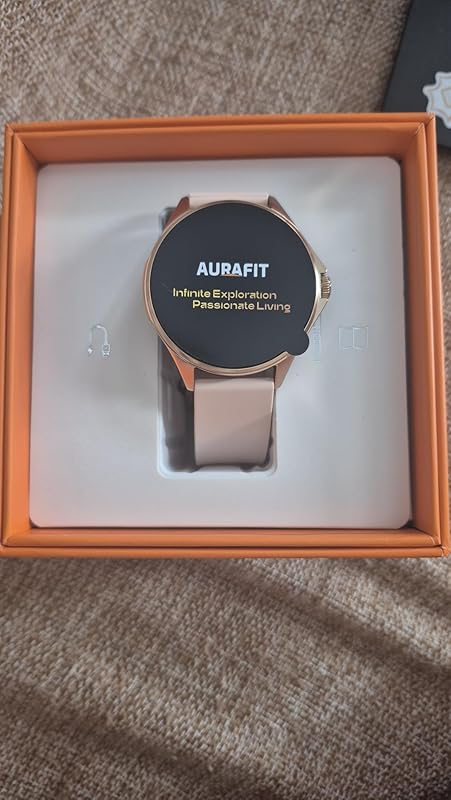 AURAFIT
Infinite Exploration
Passionate Living